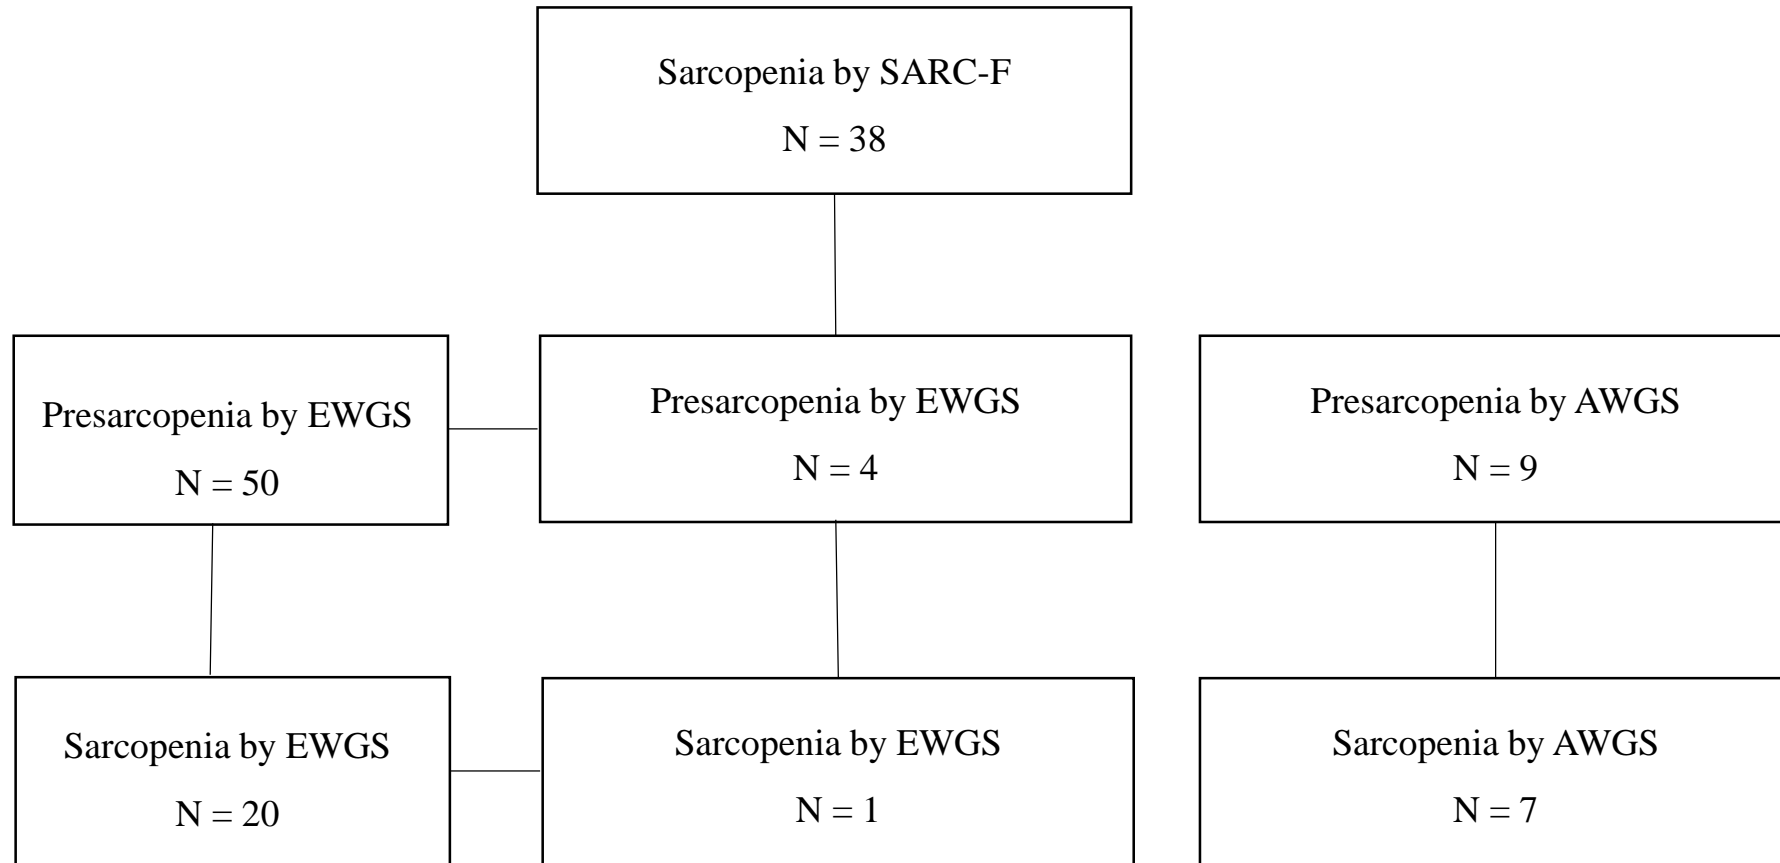 Sarcopenia by SARC-F
N = 38
Presarcopenia by EWGS
N = 50
Presarcopenia by EWGS
N = 4
Presarcopenia by AWGS
N = 9
Sarcopenia by EWGS
N = 20
Sarcopenia by EWGS
N = 1
Sarcopenia by AWGS
N = 7